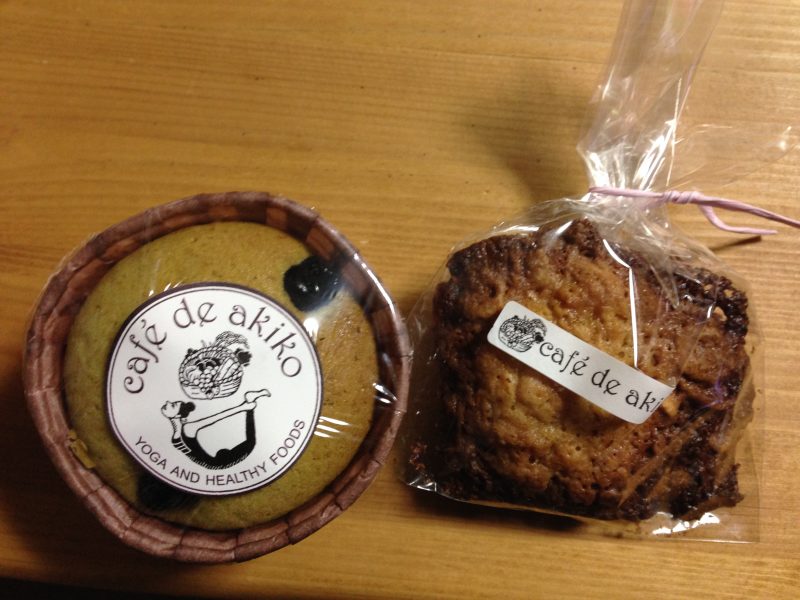 café de akiko
YOGA AND HEALTHY FOODS
café de aki